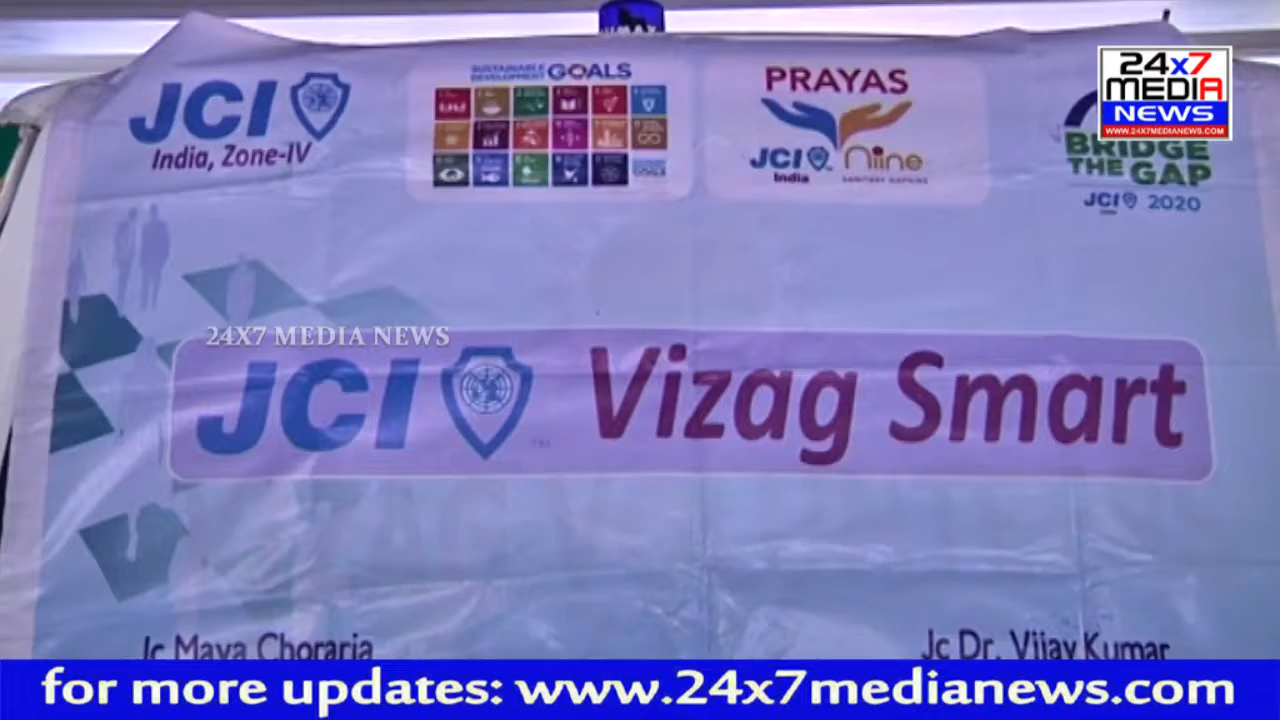 JCI
India, Zone-IV
SUSTAINABLE
DEVELOPMENT GOALS
PRAYAS
JCI
India
Niine
SANITARY NAPKINS
24x7
MEDIA
NEWS
WWW.24X7MEDIANEWS.COM
BRIDGE
THE GAP
JCI 2020
24X7 MEDIA NEWS
JCI Vizag Smart
Jc Maya Choraria
Jc Dr. Vijay Kumar
for more updates: www.24x7medianews.com